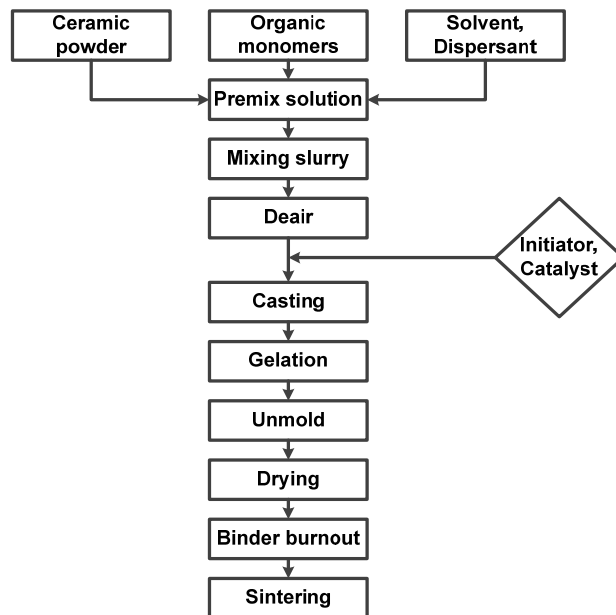 Ceramic
powder
Organic
monomers
Solvent,
Dispersant
Premix solution
Mixing slurry
Deair
Initiator,
Catalyst
Casting
Gelation
Unmold
Drying
Binder burnout
Sintering